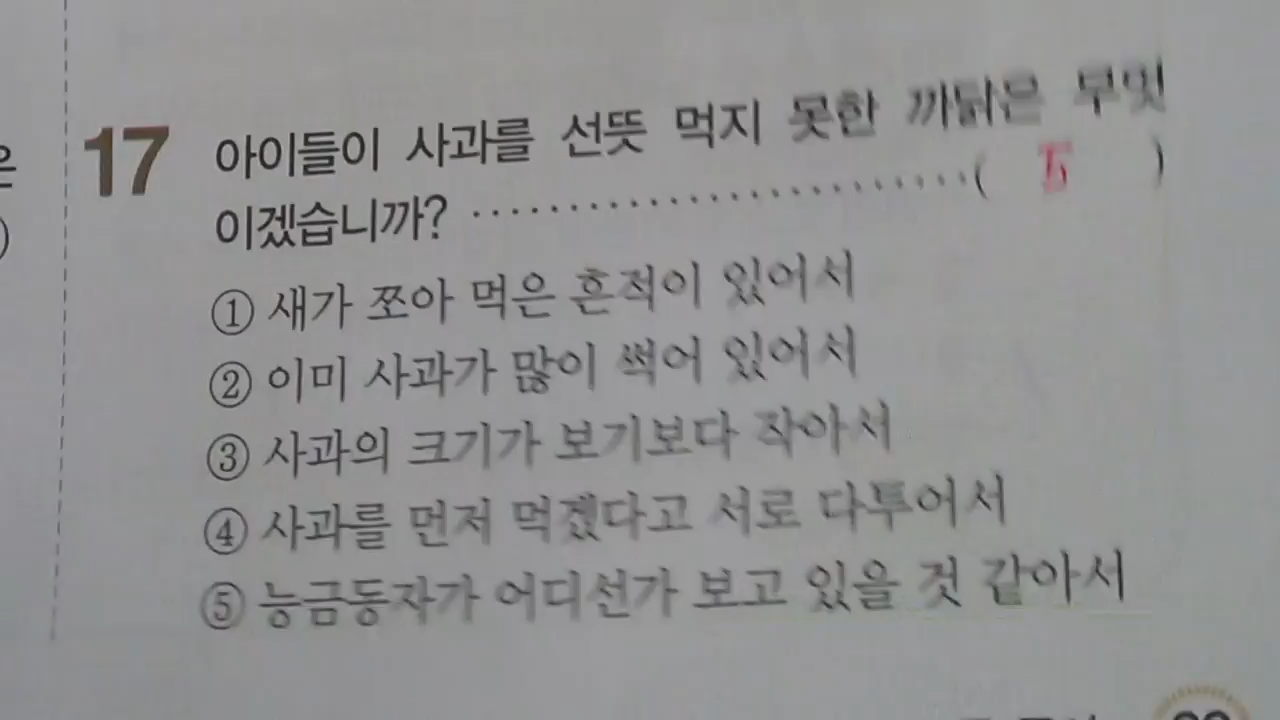 17 아이들이 사과를 선뜻 먹지 못한 까닭은 무엇
이겠습니까? ………………………( 5 )
① 새가 쪼아 먹은 흔적이 있어서
② 이미 사과가 많이 썩어 있어서
③ 사과의 크기가 보기보다 작아서
④ 사과를 먼저 먹겠다고 서로 다투어서
⑤ 능금동자가 어디선가 보고 있을 것 같아서